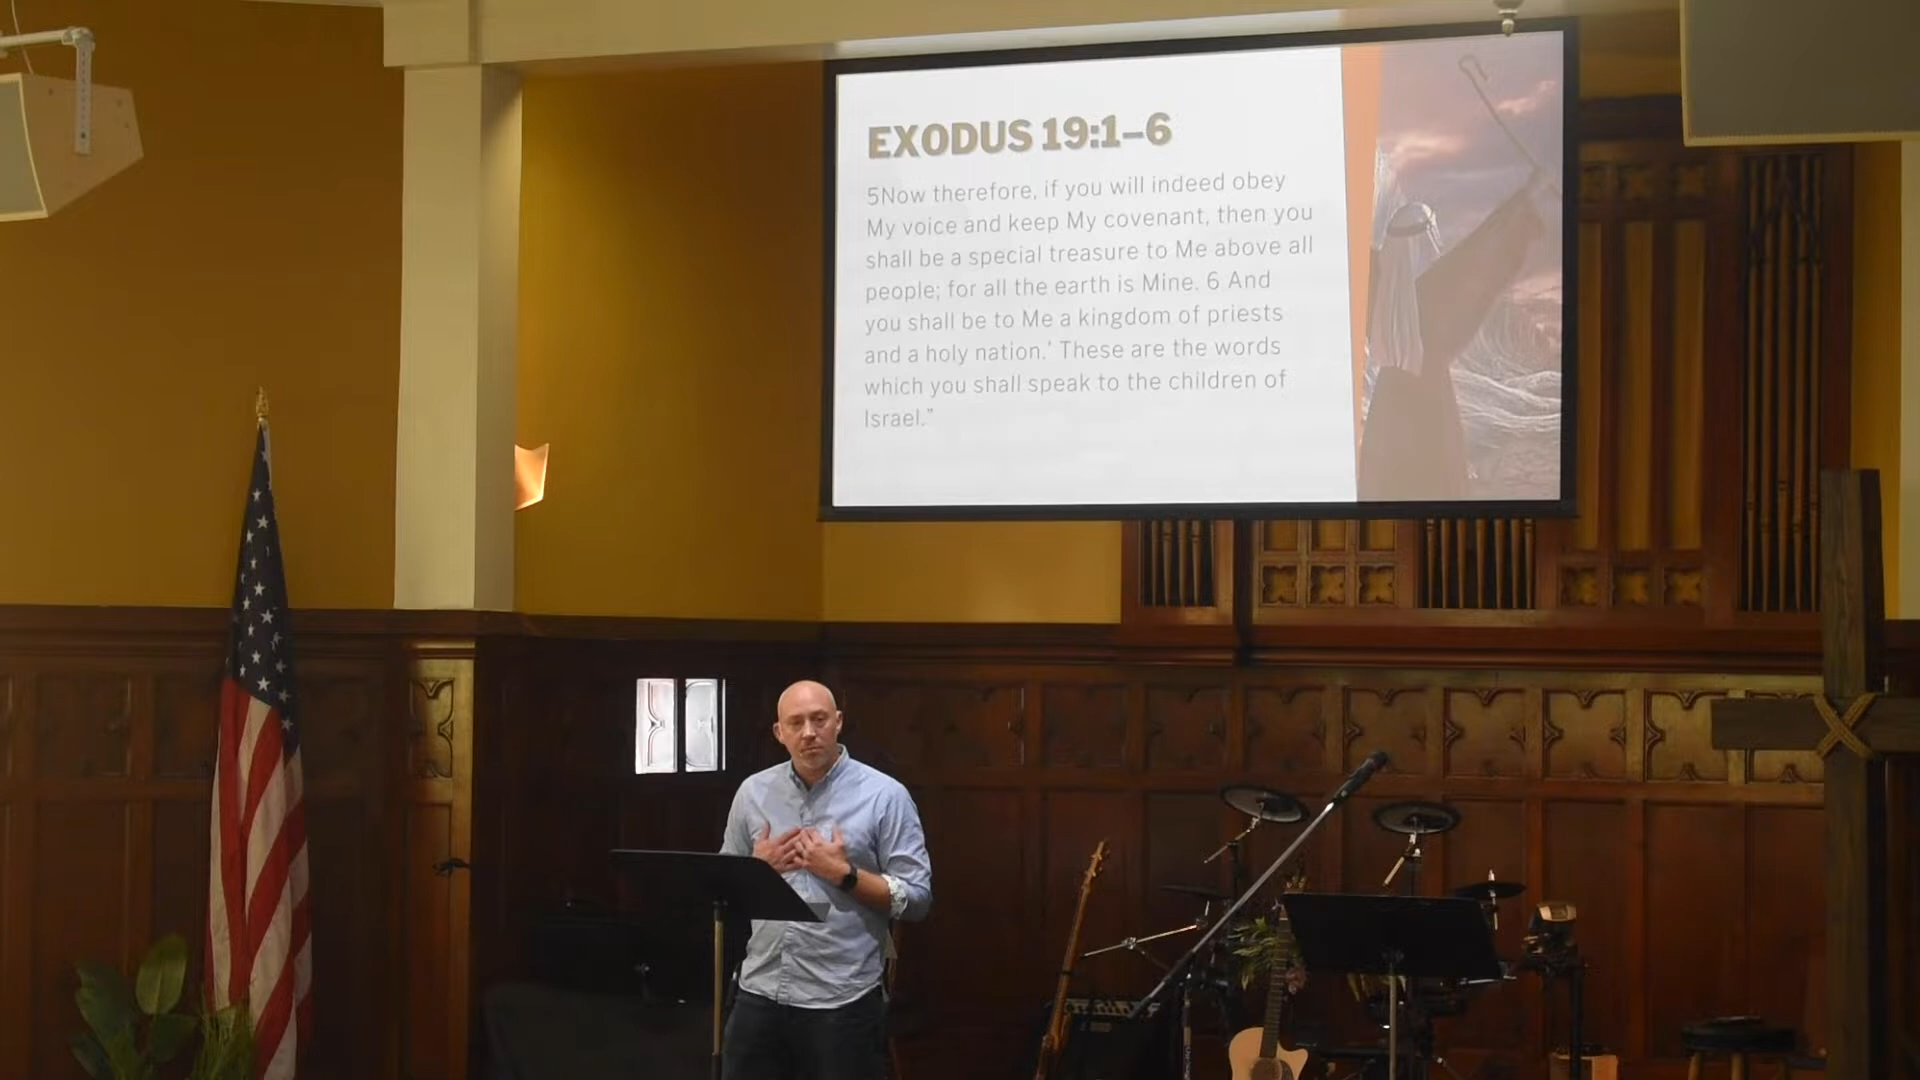 EXODUS 19:1–6
5Now therefore, if you will indeed obey
My voice and keep My covenant, then you
shall be a special treasure to Me above all
people; for all the earth is Mine. 6 And
you shall be to Me a kingdom of priests
and a holy nation.’ These are the words
which you shall speak to the children of
Israel.”